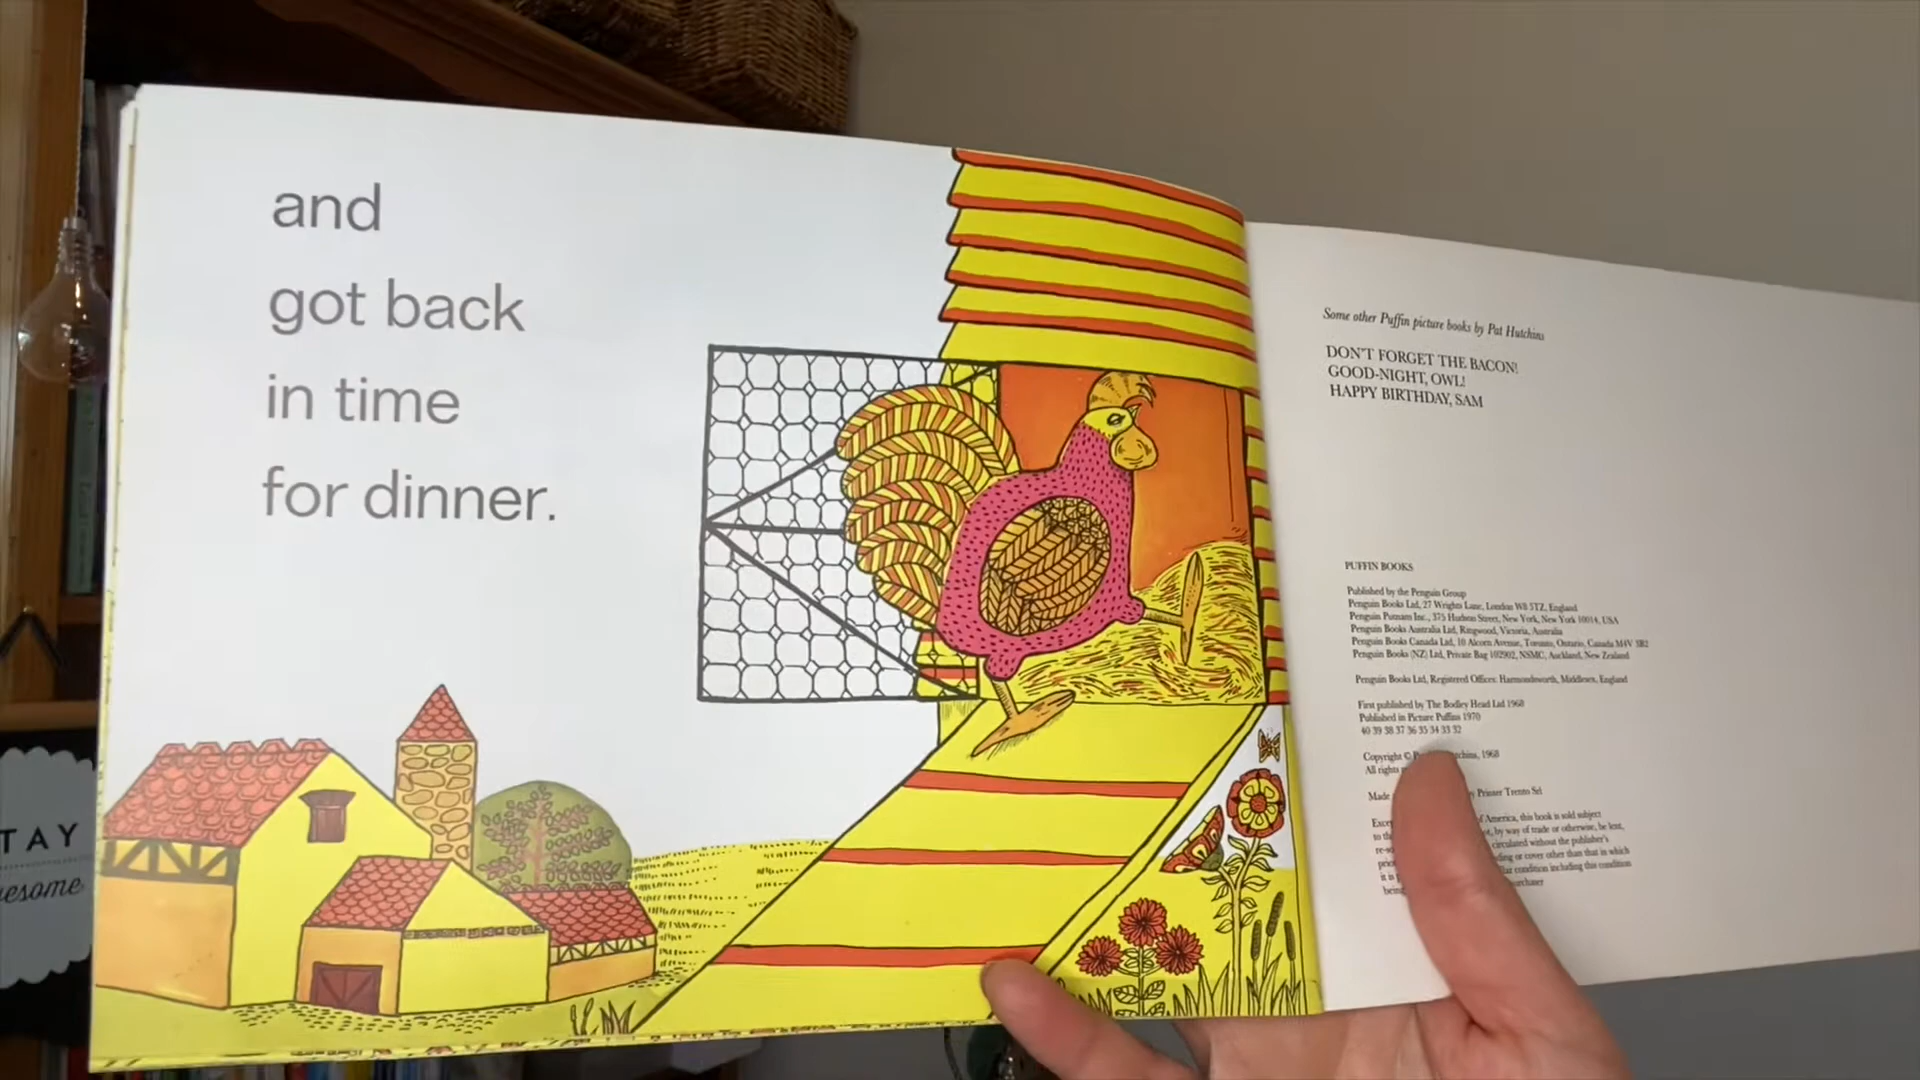 and
got back
in time
for dinner.
Some other Puffin picture books by Pat Hutchins
DON'T FORGET THE BACON!
GOOD-NIGHT, OWL!
HAPPY BIRTHDAY, SAM
PUFFIN BOOKS
Published by the Penguin Group
Penguin Books Ltd, 27 Wrights Lane, London W8 5TZ, England
Penguin Putnam Inc., 375 Hudson Street, New York, New York 10014, USA
Penguin Books Australia Ltd, Ringwood, Victoria, Australia
Penguin Books Canada Ltd, 10 Alcorn Avenue, Toronto, Ontario, Canada M4V 3B2
Penguin Books (NZ) Ltd, Private Bag 102902, NSMC, Auckland, New Zealand
Penguin Books Ltd, Registered Offices: Harmondsworth, Middlesex, England
First published by The Bodley Head Ltd 1968
Published in Picture Puffins 1970
40 39 38 37 36 35 34 33 32
Copyright © 1968
All rights
Made Printer Trento Srl
of America, this book is sold subject
to the by way of trade or otherwise, be lent,
circulated without the publisher's
or cover other than that in which
it is condition including this condition
being
TAY